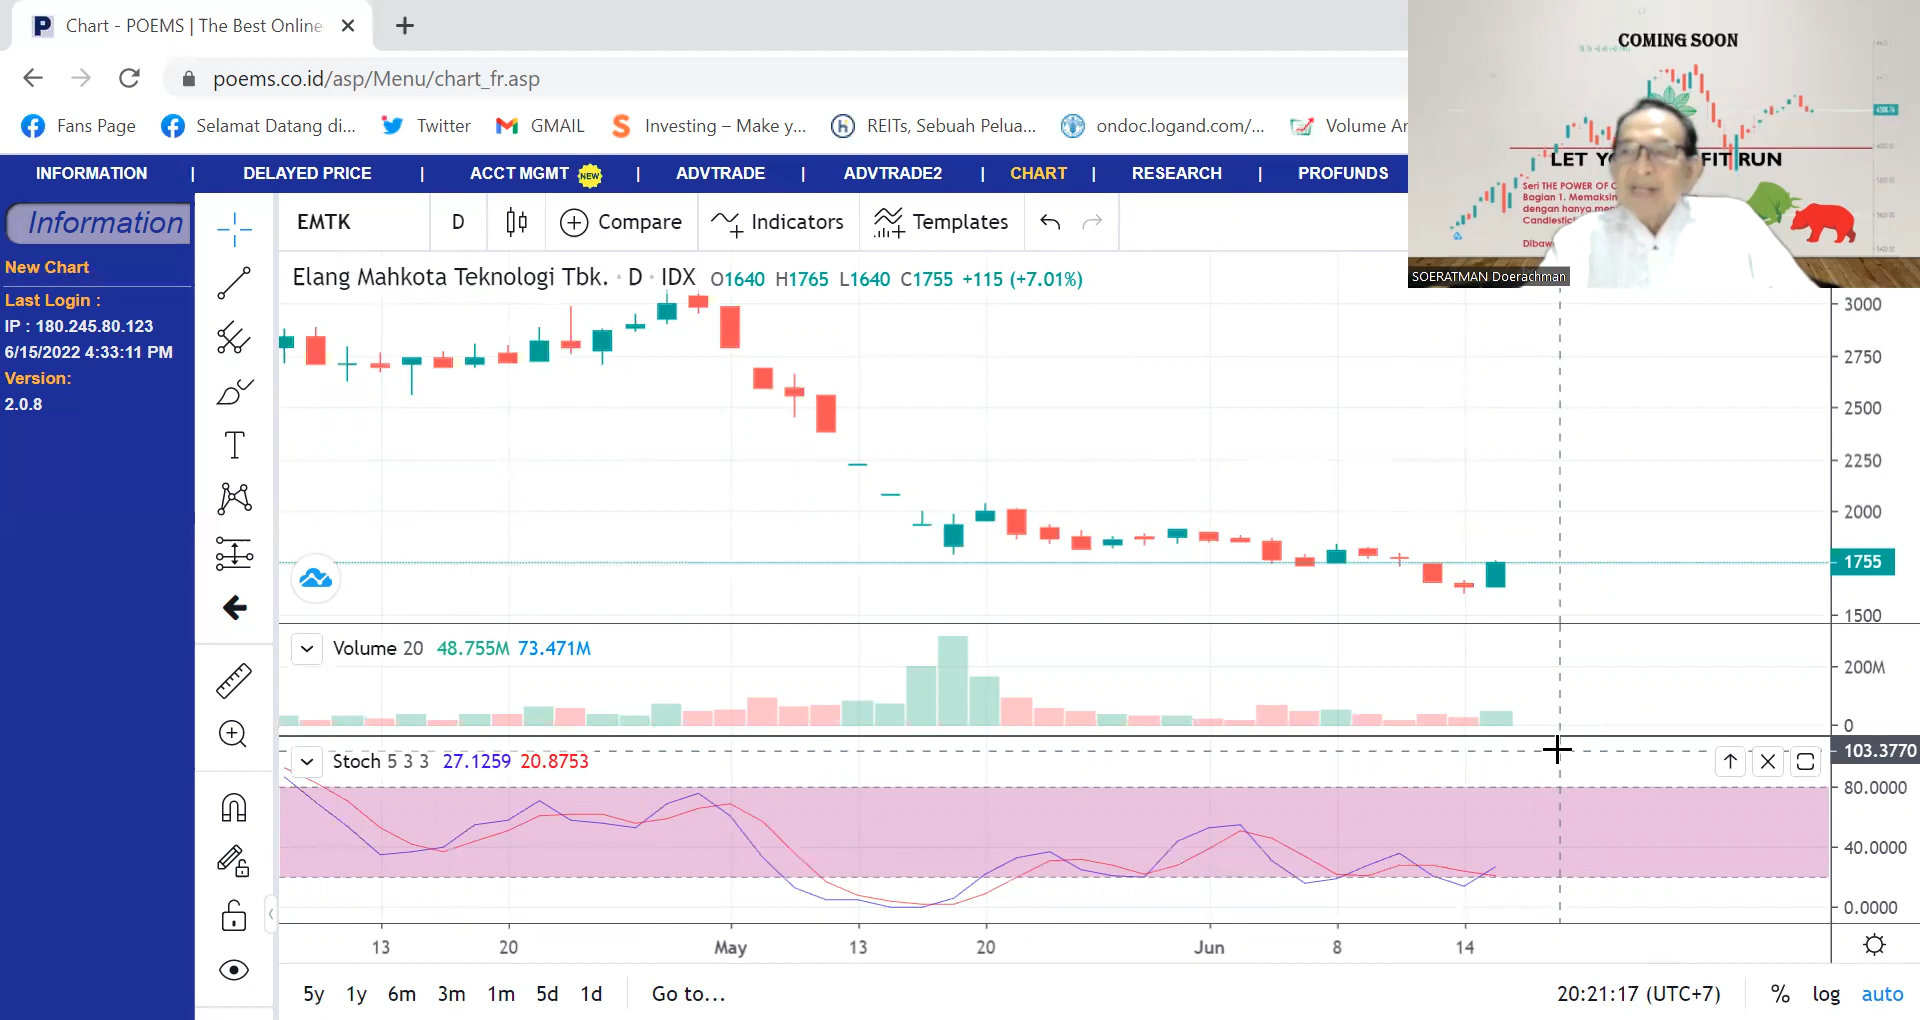 Chart - POEMS | The Best Online
poems.co.id/asp/Menu/chart_fr.asp
Fans Page
Selamat Datang di...
Twitter
GMAIL
Investing – Make y...
REITs, Sebuah Pelua...
ondoc.logand.com/...
Volume Ar
INFORMATION | DELAYED PRICE | ACCT MGMT NEW | ADVTRADE | ADVTRADE2 | CHART | RESEARCH | PROFUNDS
Information
New Chart
Last Login :
IP : 180.245.80.123
6/15/2022 4:33:11 PM
Version:
2.0.8
EMTK
D
Compare
Indicators
Templates
Elang Mahkota Teknologi Tbk. · D · IDX O1640 H1765 L1640 C1755 +115 (+7.01%)
COMING SOON
LET YO
FIT RUN
Seri THE POWER OF C
Bagian 1. Memaksim
dengan hanya me
Candlestic
Dibaw
SOERATMAN Doerachman
3000
2750
2500
2250
2000
1755
1500
Volume 20 48.755M 73.471M
200M
0
Stoch 5 3 3 27.1259 20.8753
103.3770
80.0000
40.0000
0.0000
13
20
May
13
20
Jun
8
14
5y 1y 6m 3m 1m 5d 1d
Go to...
20:21:17 (UTC+7)
%
log
auto